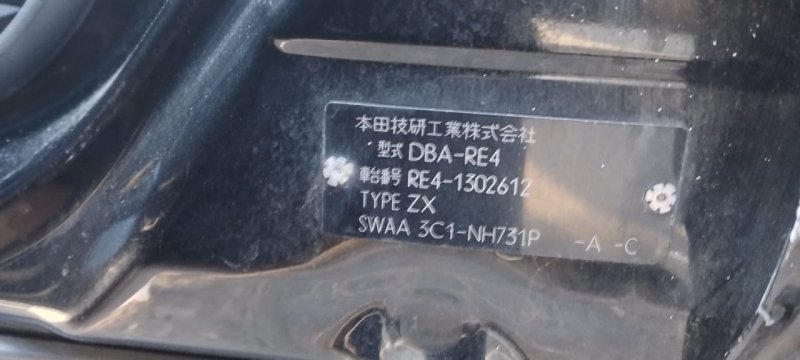 本田技研工業株式会社
型式 DBA-RE4
車台番号 RE4-1302612
TYPE ZX
SWAA 3C1-NH731P -A -C